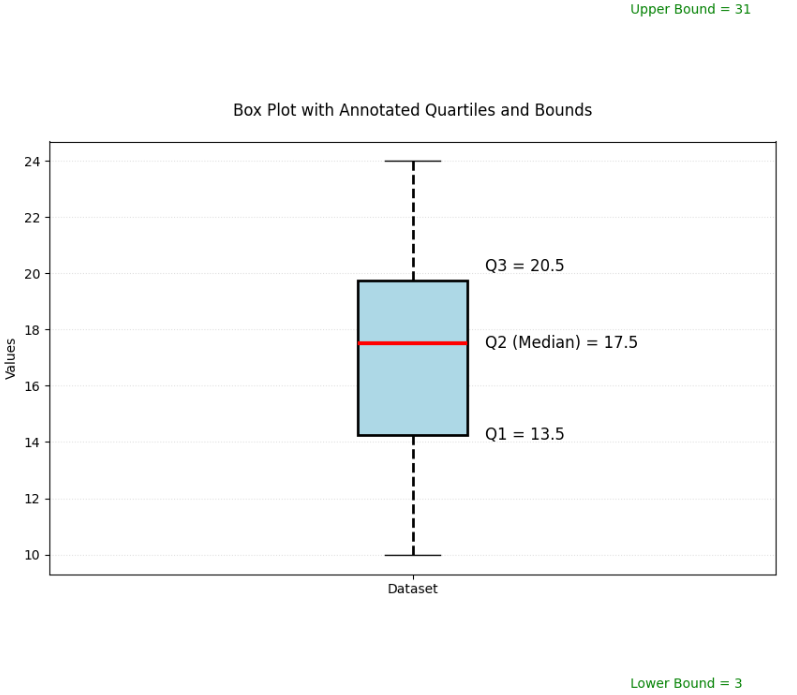 Upper Bound = 31
Box Plot with Annotated Quartiles and Bounds
24
22
Q3 = 20.5
20
18
Q2 (Median) = 17.5
Values
16
Q1 = 13.5
14
12
10
Dataset
Lower Bound = 3